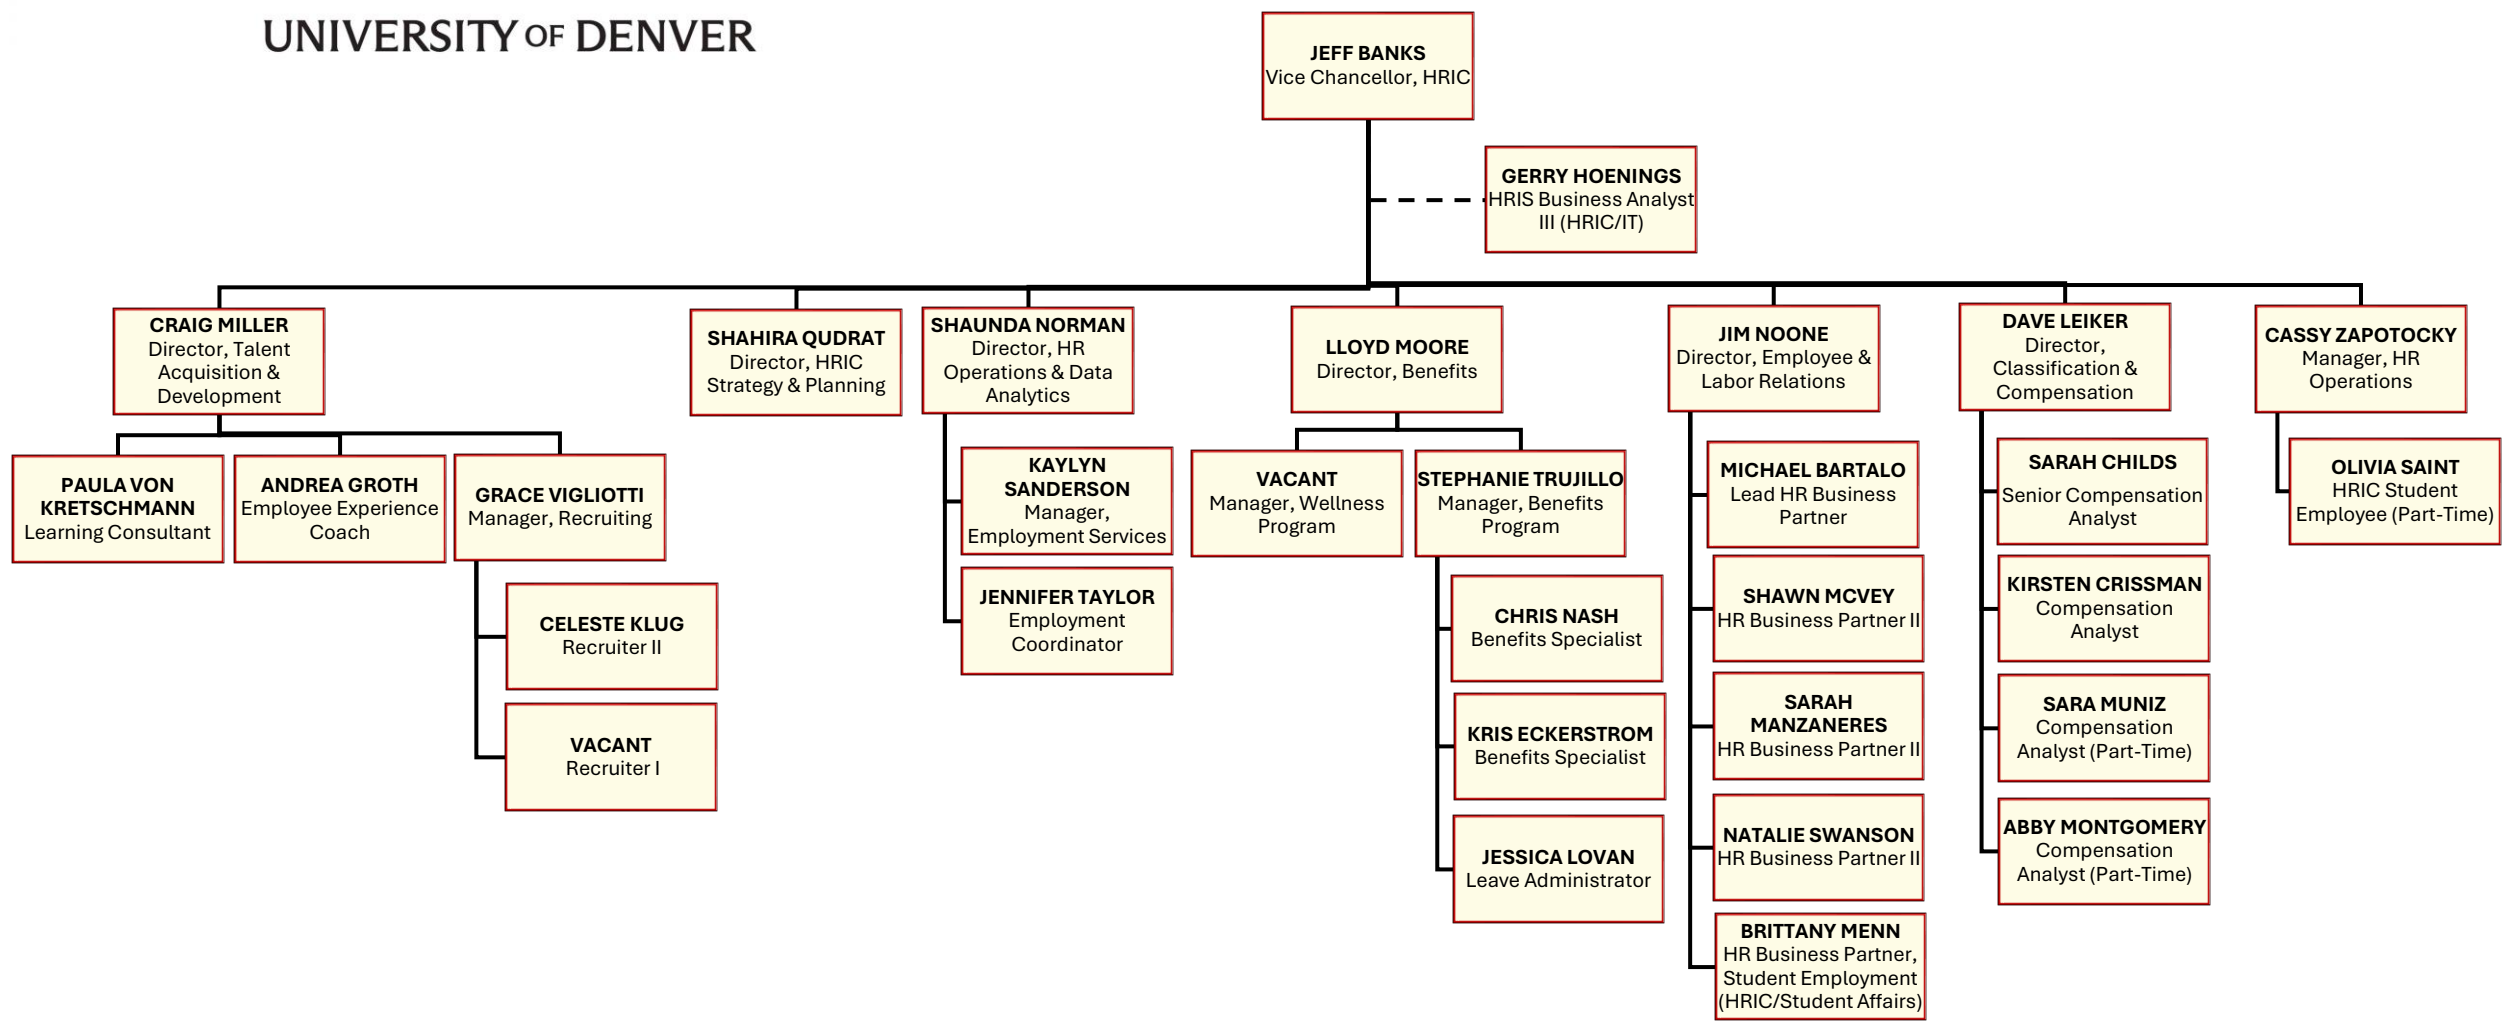 UNIVERSITY OF DENVER
JEFF BANKS
Vice Chancellor, HRIC
GERRY HOENINGS
HRIS Business Analyst
III (HRIC/IT)
CRAIG MILLER
Director, Talent
Acquisition &
Development
SHAHIRA QUDRAT
Director, HRIC
Strategy & Planning
SHAUNDA NORMAN
Director, HR
Operations & Data
Analytics
LLOYD MOORE
Director, Benefits
JIM NOONE
Director, Employee &
Labor Relations
DAVE LEIKER
Director,
Classification &
Compensation
CASSY ZAPOTOCKY
Manager, HR
Operations
PAULA VON
KRETSCHMANN
Learning Consultant
ANDREA GROTH
Employee Experience
Coach
GRACE VIGLIOTTI
Manager, Recruiting
CELESTE KLUG
Recruiter II
VACANT
Recruiter I
KAYLYN
SANDERSON
Manager,
Employment Services
JENNIFER TAYLOR
Employment
Coordinator
VACANT
Manager, Wellness
Program
STEPHANIE TRUJILLO
Manager, Benefits
Program
CHRIS NASH
Benefits Specialist
KRIS ECKERSTROM
Benefits Specialist
JESSICA LOVAN
Leave Administrator
MICHAEL BARTALO
Lead HR Business
Partner
SHAWN MCVEY
HR Business Partner II
SARAH
MANZANERES
HR Business Partner II
NATALIE SWANSON
HR Business Partner II
BRITTANY MENN
HR Business Partner,
Student Employment
(HRIC/Student Affairs)
SARAH CHILDS
Senior Compensation
Analyst
KIRSTEN CRISSMAN
Compensation
Analyst
SARA MUNIZ
Compensation
Analyst (Part-Time)
ABBY MONTGOMERY
Compensation
Analyst (Part-Time)
OLIVIA SAINT
HRIC Student
Employee (Part-Time)